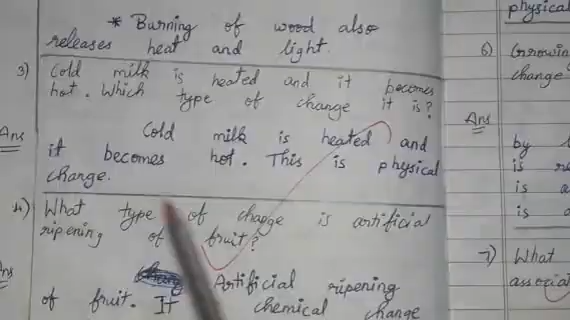 * Burning of wood also
releases heat and light.
3) Cold milk is heated and it becomes
hot. Which type of change it is?
Ans Cold milk is heated and
it becomes hot. This is physical
change.
4) What type of change is artificial
ripening of fruit?
Ans Artificial ripening
of fruit. It chemical change
physical
6) Growin
change
Ans
by
is
is a
is a
7) What
associa